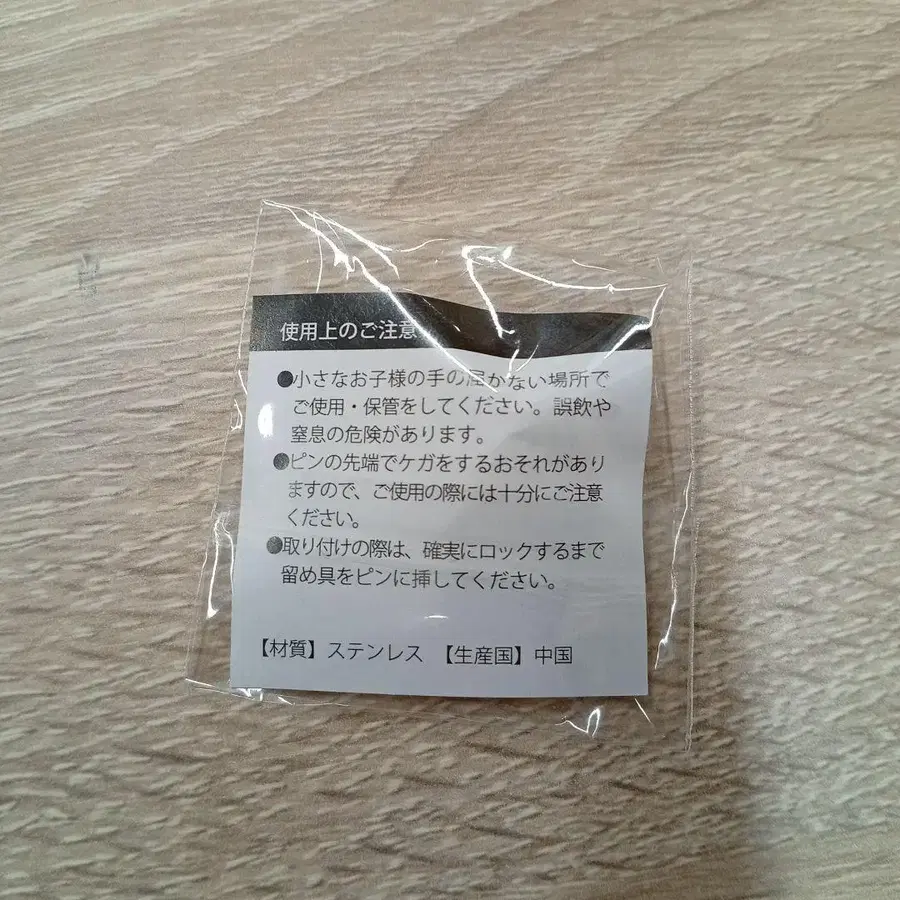 使用上のご注意
●小さなお子様の手の届かない場所で
ご使用・保管をしてください。誤飲や
窒息の危険があります。
●ピンの先端でケガをするおそれがあり
ますので、ご使用の際には十分にご注意
ください。
●取り付けの際は、確実にロックするまで
留め具をピンに挿してください。
【材質】ステンレス 【生産国】中国